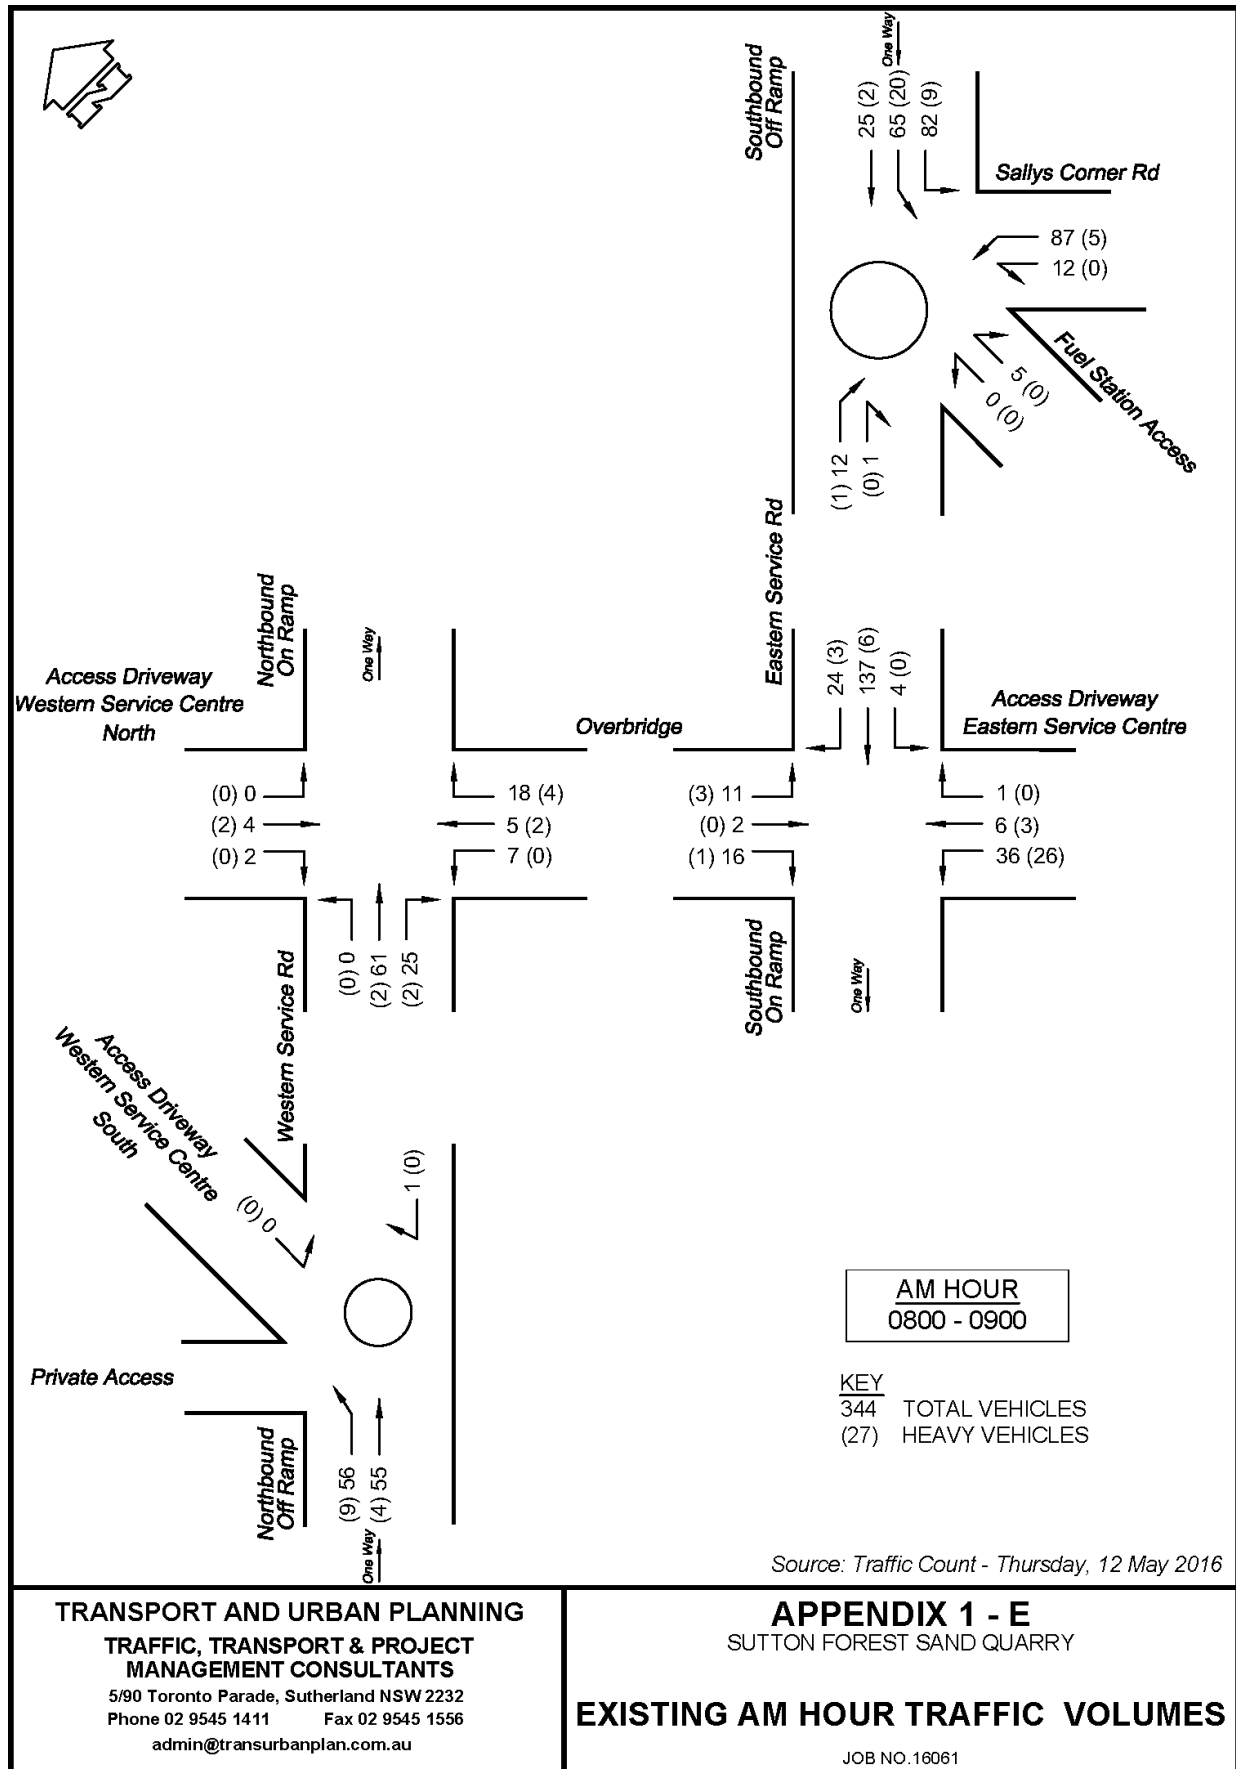 One Way
Southbound
Off Ramp
25 (2)
65 (20)
82 (9)
Sallys Corner Rd
87 (5)
12 (0)
Fuel Station Access
5 (0)
0 (0)
(1) 12
(0) 1
Eastern Service Rd
Northbound
On Ramp
One Way
Access Driveway
Western Service Centre
North
Overbridge
24 (3)
137 (6)
4 (0)
Access Driveway
Eastern Service Centre
(0) 0
(2) 4
(0) 2
18 (4)
5 (2)
7 (0)
(3) 11
(0) 2
(1) 16
1 (0)
6 (3)
36 (26)
Western Service Rd
(0) 0
(2) 61
(2) 25
Southbound
On Ramp
One Way
Access Driveway
Western Service Centre
South
(0) 0
1 (0)
Private Access
Northbound
Off Ramp
(9) 56
(4) 55
One Way
AM HOUR
0800 - 0900
KEY
344 TOTAL VEHICLES
(27) HEAVY VEHICLES
Source: Traffic Count - Thursday, 12 May 2016
TRANSPORT AND URBAN PLANNING
TRAFFIC, TRANSPORT & PROJECT
MANAGEMENT CONSULTANTS
5/90 Toronto Parade, Sutherland NSW 2232
Phone 02 9545 1411 Fax 02 9545 1556
admin@transurbanplan.com.au
APPENDIX 1 - E
SUTTON FOREST SAND QUARRY
EXISTING AM HOUR TRAFFIC VOLUMES
JOB NO.16061